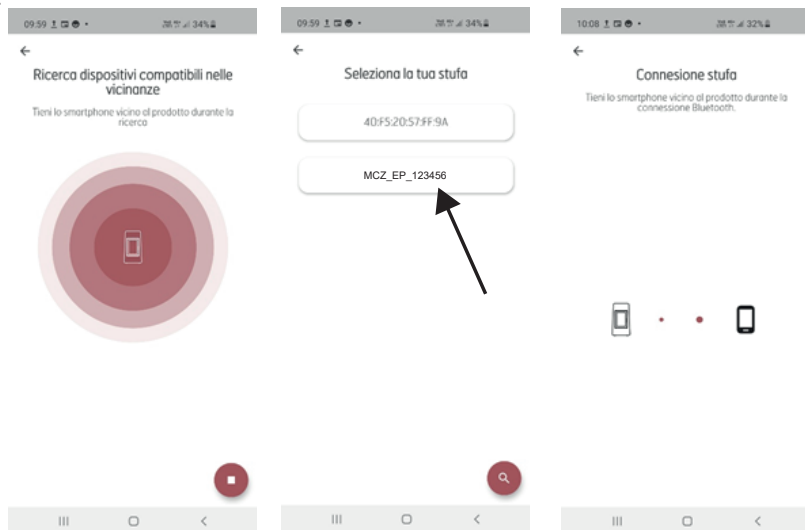 09:59
34%
Ricerca dispositivi compatibili nelle
vicinanze
Tieni lo smartphone vicino al prodotto durante la
ricerca
09:59
34%
Seleziona la tua stufa
40:F5:20:57:FF:9A
MCZ_EP_123456
10:08
32%
Connesione stufa
Tieni lo smartphone vicino al prodotto durante la
connessione Bluetooth.